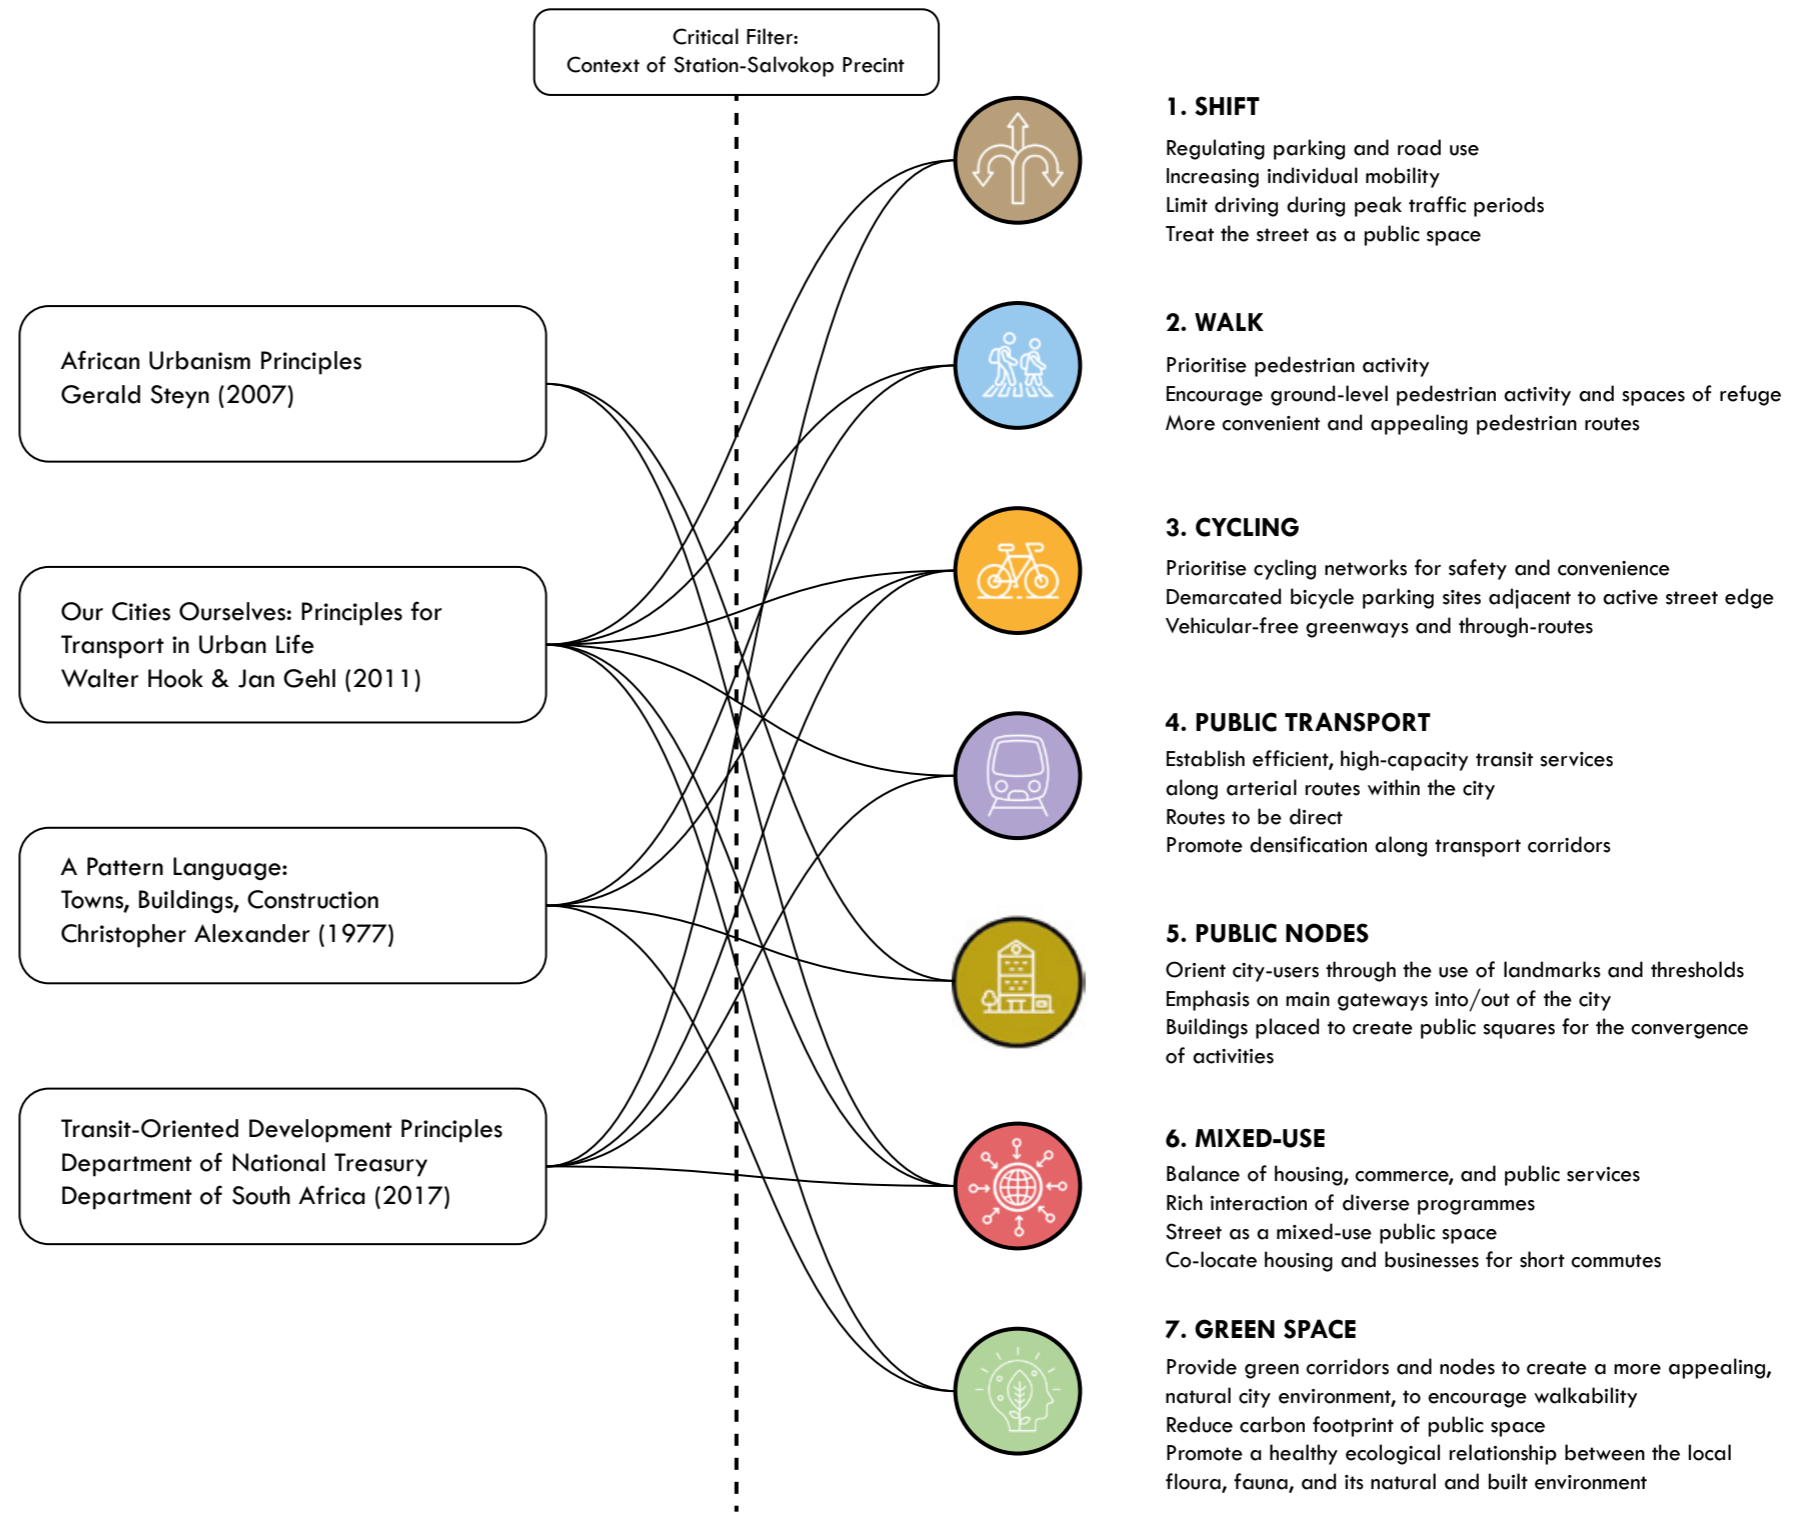 Critical Filter:
Context of Station-Salvokop Precint
African Urbanism Principles
Gerald Steyn (2007)
Our Cities Ourselves: Principles for
Transport in Urban Life
Walter Hook & Jan Gehl (2011)
A Pattern Language:
Towns, Buildings, Construction
Christopher Alexander (1977)
Transit-Oriented Development Principles
Department of National Treasury
Department of South Africa (2017)
1. SHIFT
Regulating parking and road use
Increasing individual mobility
Limit driving during peak traffic periods
Treat the street as a public space
2. WALK
Prioritise pedestrian activity
Encourage ground-level pedestrian activity and spaces of refuge
More convenient and appealing pedestrian routes
3. CYCLING
Prioritise cycling networks for safety and convenience
Demarcated bicycle parking sites adjacent to active street edge
Vehicular-free greenways and through-routes
4. PUBLIC TRANSPORT
Establish efficient, high-capacity transit services
along arterial routes within the city
Routes to be direct
Promote densification along transport corridors
5. PUBLIC NODES
Orient city-users through the use of landmarks and thresholds
Emphasis on main gateways into/out of the city
Buildings placed to create public squares for the convergence
of activities
6. MIXED-USE
Balance of housing, commerce, and public services
Rich interaction of diverse programmes
Street as a mixed-use public space
Co-locate housing and businesses for short commutes
7. GREEN SPACE
Provide green corridors and nodes to create a more appealing,
natural city environment, to encourage walkability
Reduce carbon footprint of public space
Promote a healthy ecological relationship between the local
floura, fauna, and its natural and built environment